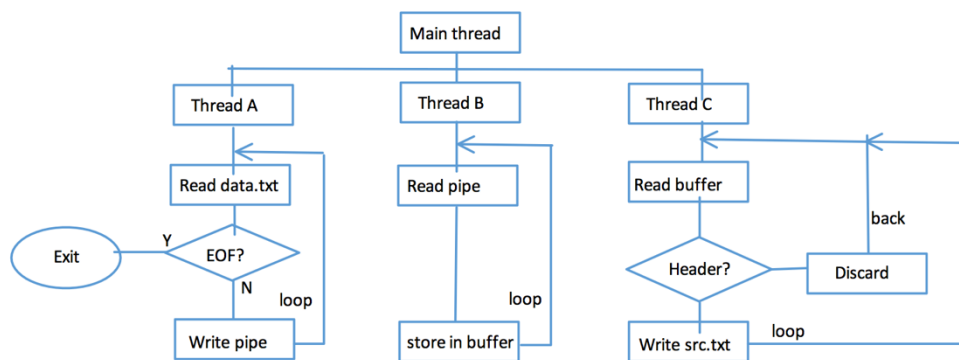 Main thread
Thread A
Thread B
Thread C
Read data.txt
Read pipe
Read buffer
back
Y
Exit
EOF?
Header?
Discard
N
loop
loop
loop
Write pipe
store in buffer
Write src.txt